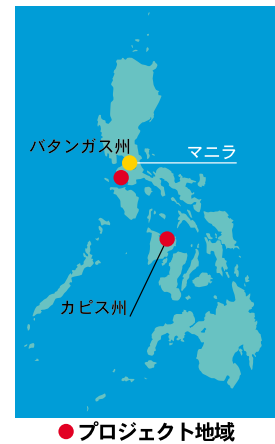 バタンガス州
マニラ
カピス州
プロジェクト地域